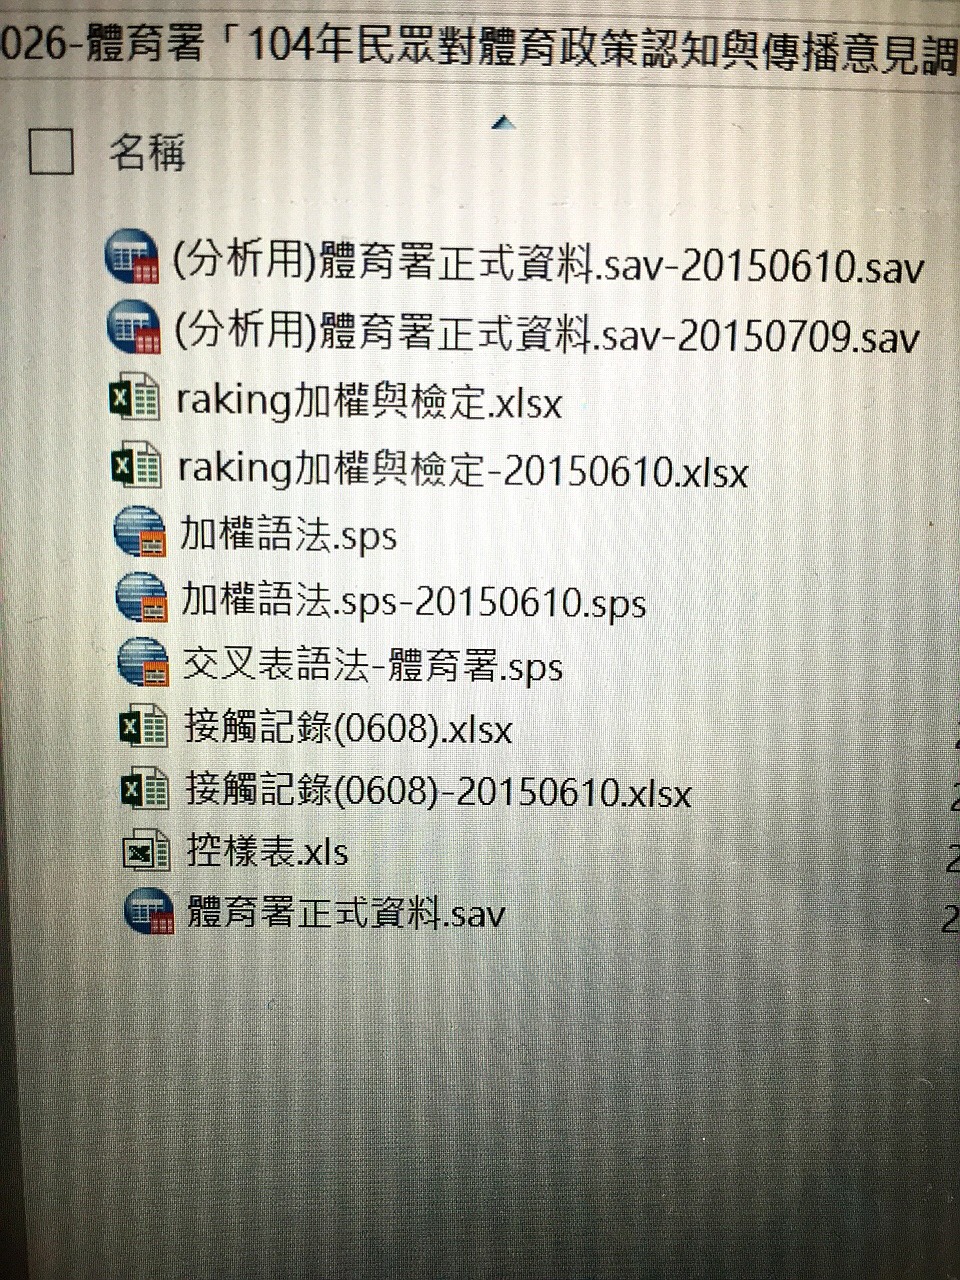 026-體育署「104年民眾對體育政策認知與傳播意見調
名稱
(分析用)體育署正式資料.sav-20150610.sav
(分析用)體育署正式資料.sav-20150709.sav
raking加權與檢定.xlsx
raking加權與檢定-20150610.xlsx
加權語法.sps
加權語法.sps-20150610.sps
交叉表語法-體育署.sps
接觸記錄(0608).xlsx
接觸記錄(0608)-20150610.xlsx
控樣表.xls
體育署正式資料.sav